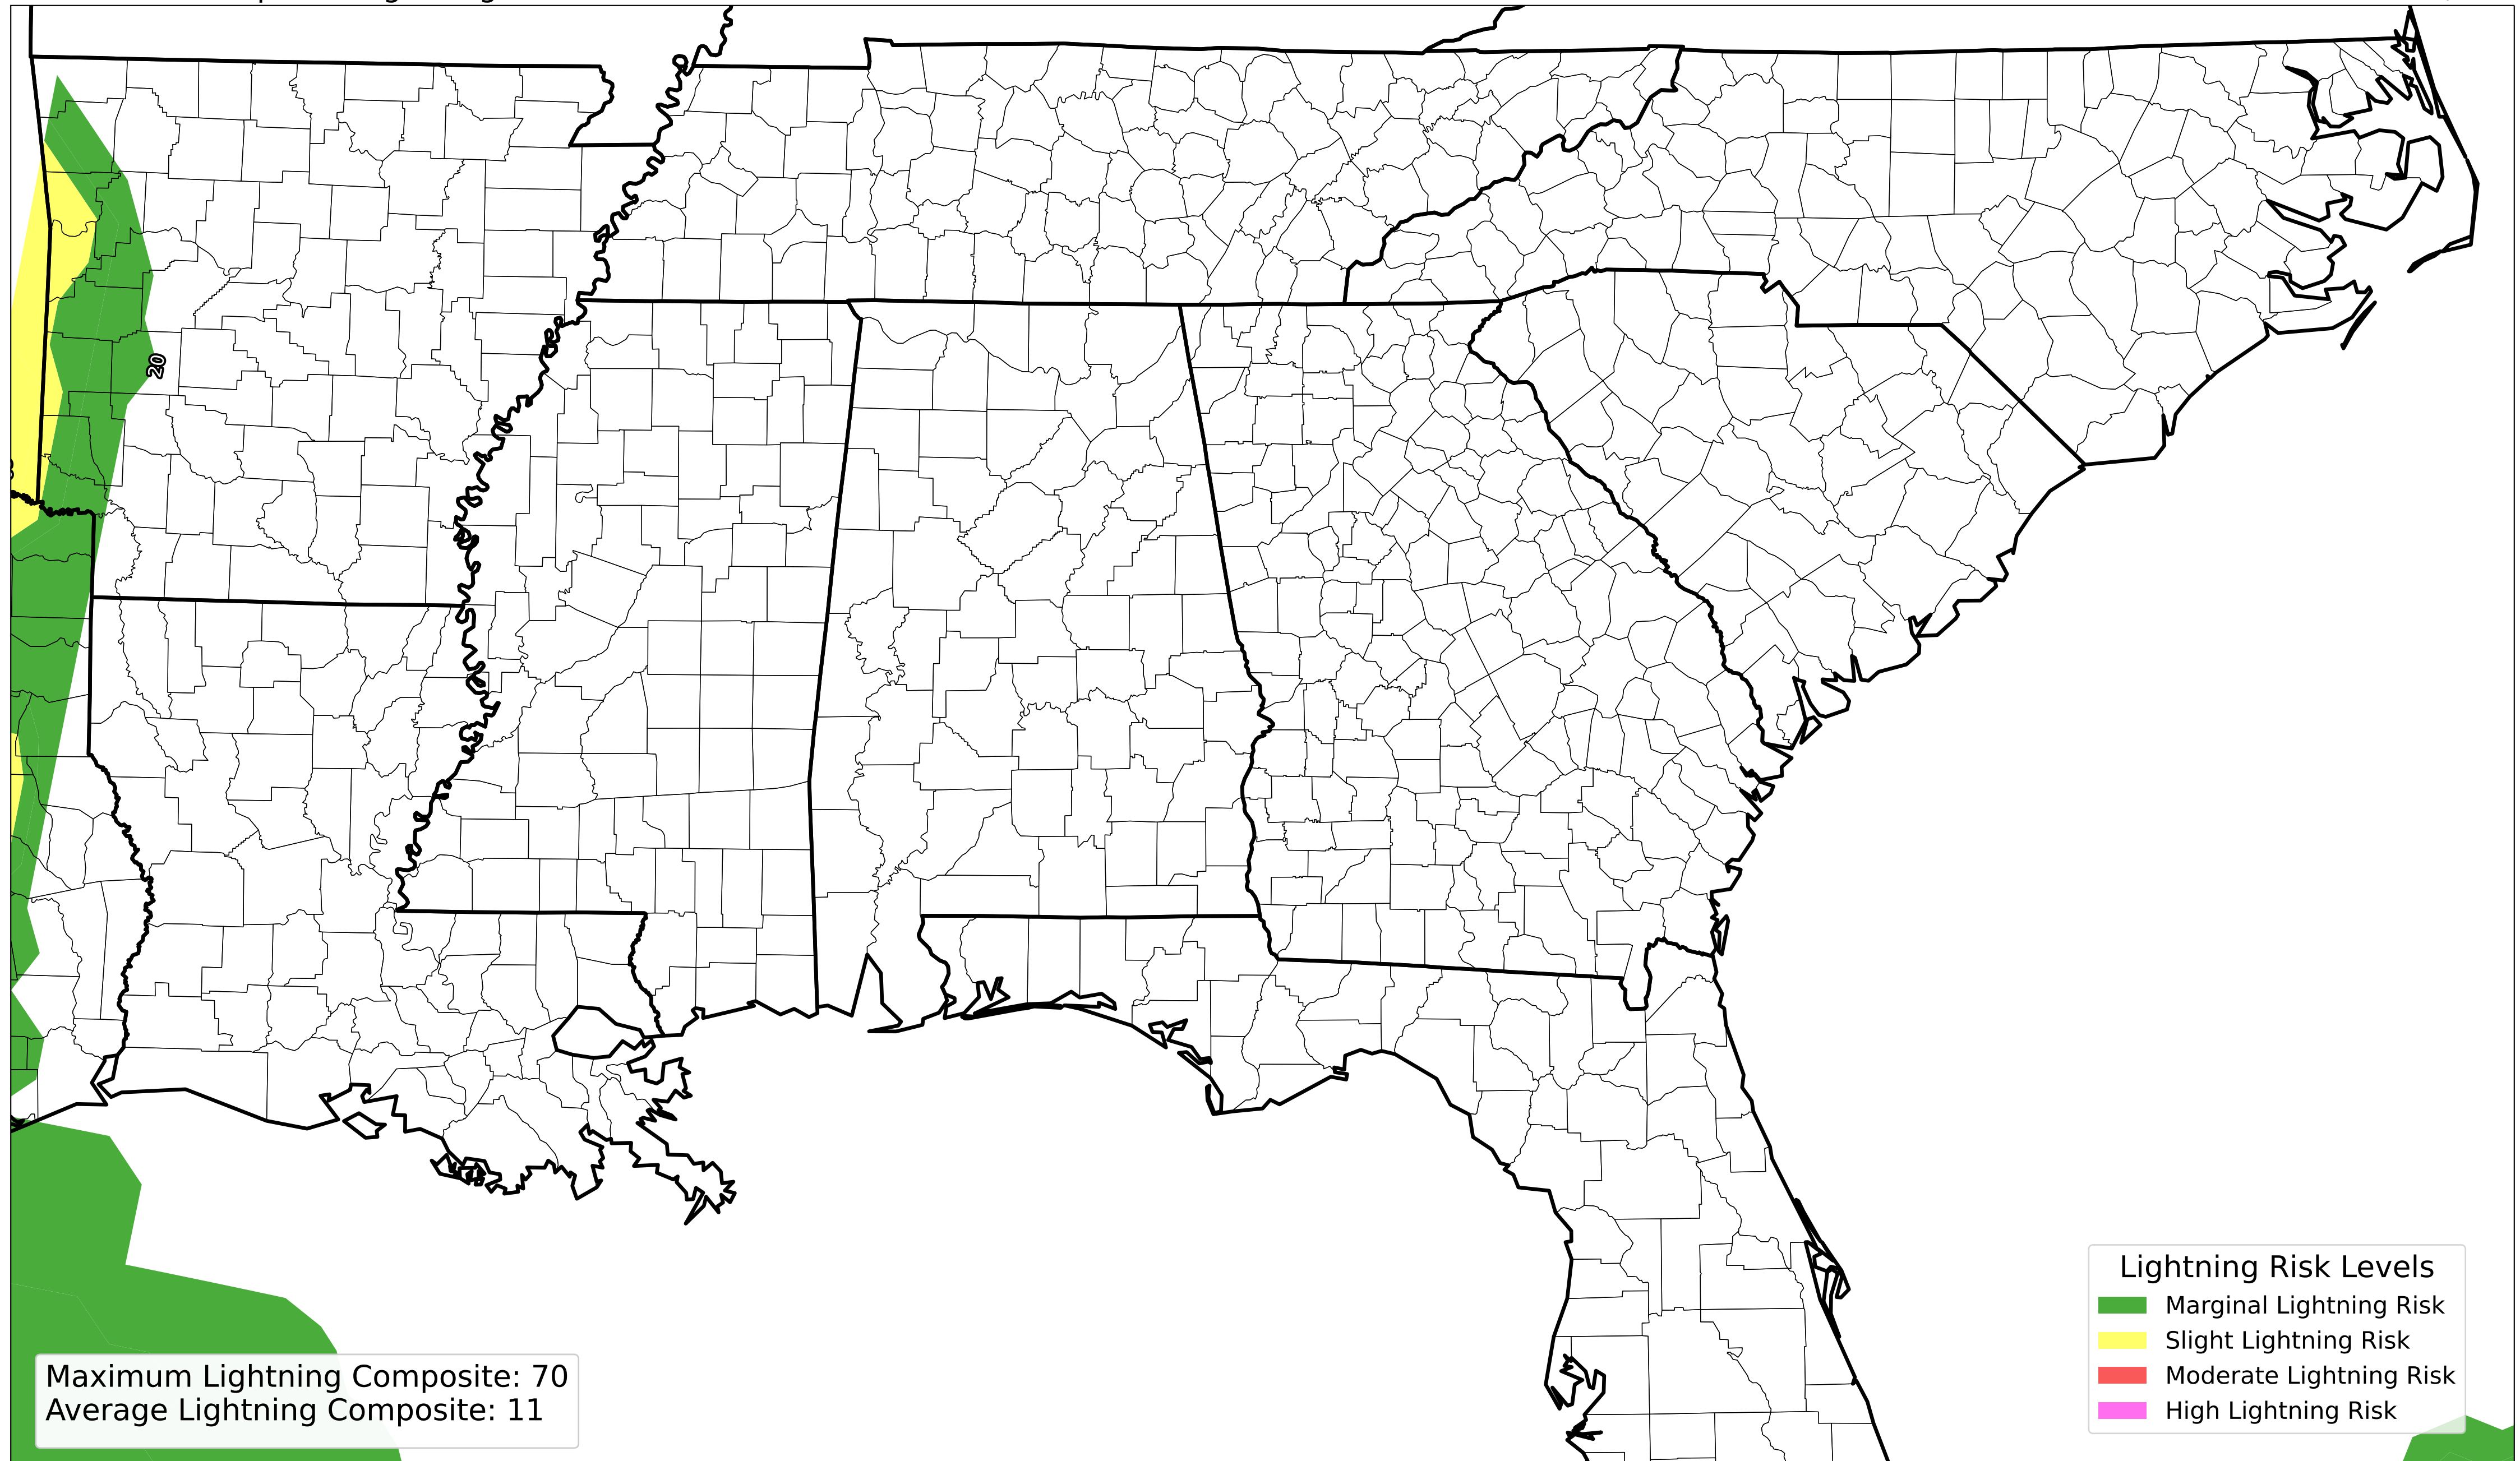 20
Lightning Risk Levels
Marginal Lightning Risk
Slight Lightning Risk
Moderate Lightning Risk
High Lightning Risk
Maximum Lightning Composite: 70
Average Lightning Composite: 11